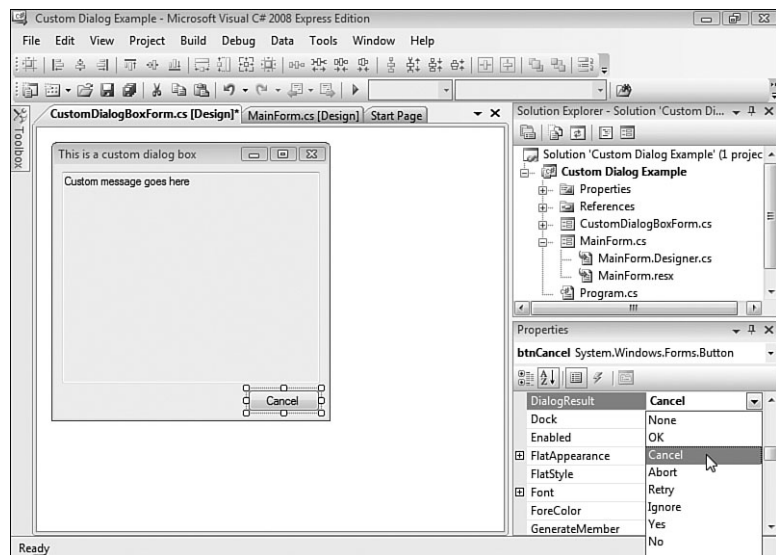 Custom Dialog Example - Microsoft Visual C# 2008 Express Edition
File Edit View Project Build Debug Data Tools Window Help
Toolbox
CustomDialogBoxForm.cs [Design]* MainForm.cs [Design] Start Page
This is a custom dialog box
Custom message goes here
Cancel
Solution Explorer - Solution 'Custom Di...
Solution 'Custom Dialog Example' (1 projec
Custom Dialog Example
Properties
References
CustomDialogBoxForm.cs
MainForm.cs
MainForm.Designer.cs
MainForm.resx
Program.cs
Properties
btnCancel System.Windows.Forms.Button
DialogResult Cancel
Dock
Enabled
FlatAppearance
FlatStyle
Font
ForeColor
GenerateMember
None
OK
Cancel
Abort
Retry
Ignore
Yes
No
Ready